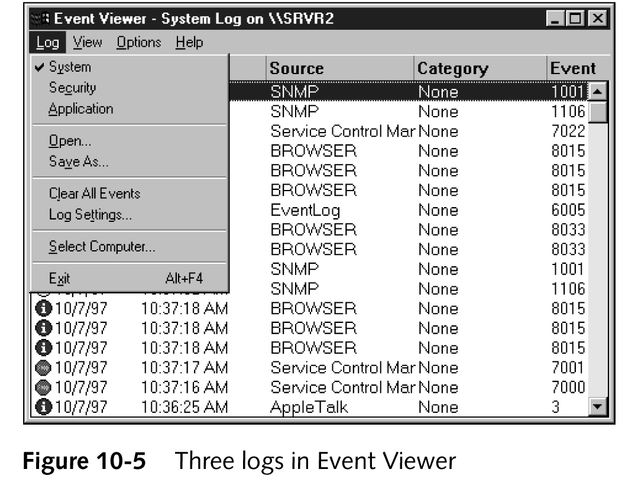 Event Viewer - System Log on \\SRVR2
Log View Options Help
System
Security
Application
Open...
Save As...
Clear All Events
Log Settings...
Select Computer...
Exit Alt+F4
Source Category Event
SNMP None 1001
SNMP None 1106
Service Control Mar None 7022
BROWSER None 8015
BROWSER None 8015
BROWSER None 8015
EventLog None 6005
BROWSER None 8033
BROWSER None 8033
SNMP None 1001
SNMP None 1106
10/7/97 10:37:18 AM BROWSER None 8015
10/7/97 10:37:18 AM BROWSER None 8015
10/7/97 10:37:18 AM BROWSER None 8015
10/7/97 10:37:17 AM Service Control Mar None 7001
10/7/97 10:37:16 AM Service Control Mar None 7000
10/7/97 10:36:25 AM AppleTalk None 3
Figure 10-5 Three logs in Event Viewer